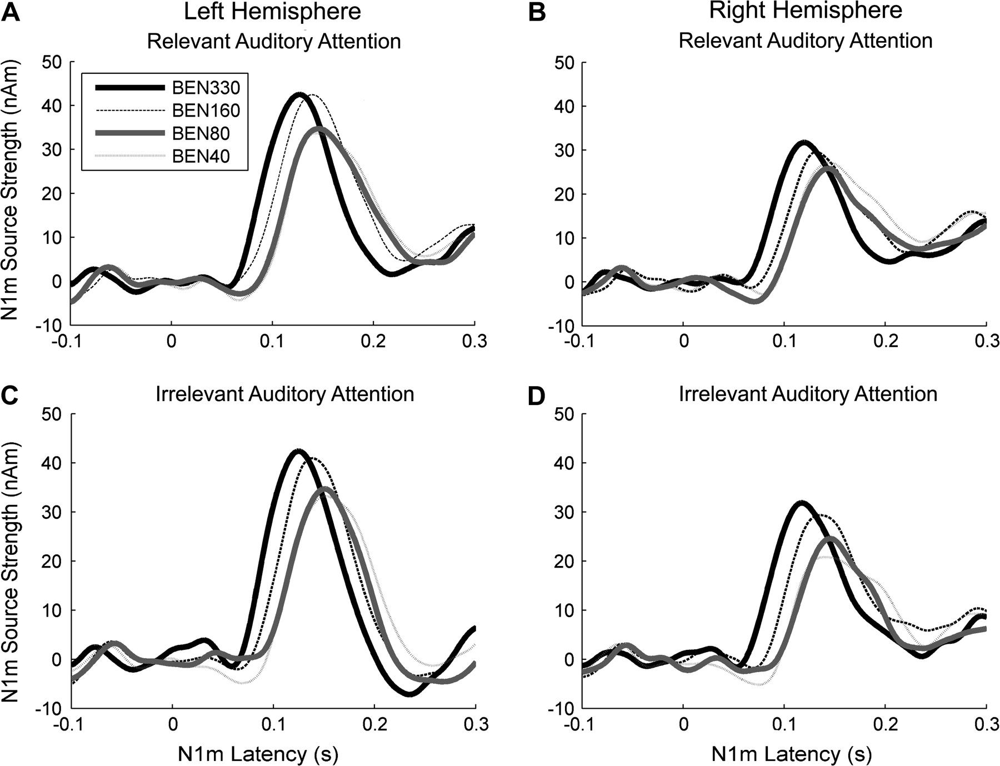 A
Left Hemisphere
Relevant Auditory Attention
N1m Source Strength (nAm)
50
40
30
20
10
0
-10
BEN330
BEN160
BEN80
BEN40
-0.1
0
0.1
0.2
0.3
B
Right Hemisphere
Relevant Auditory Attention
50
40
30
20
10
0
-10
-0.1
0
0.1
0.2
0.3
C
Irrelevant Auditory Attention
N1m Source Strength (nAm)
50
40
30
20
10
0
-10
-0.1
0
0.1
0.2
0.3
N1m Latency (s)
D
Irrelevant Auditory Attention
50
40
30
20
10
0
-10
-0.1
0
0.1
0.2
0.3
N1m Latency (s)